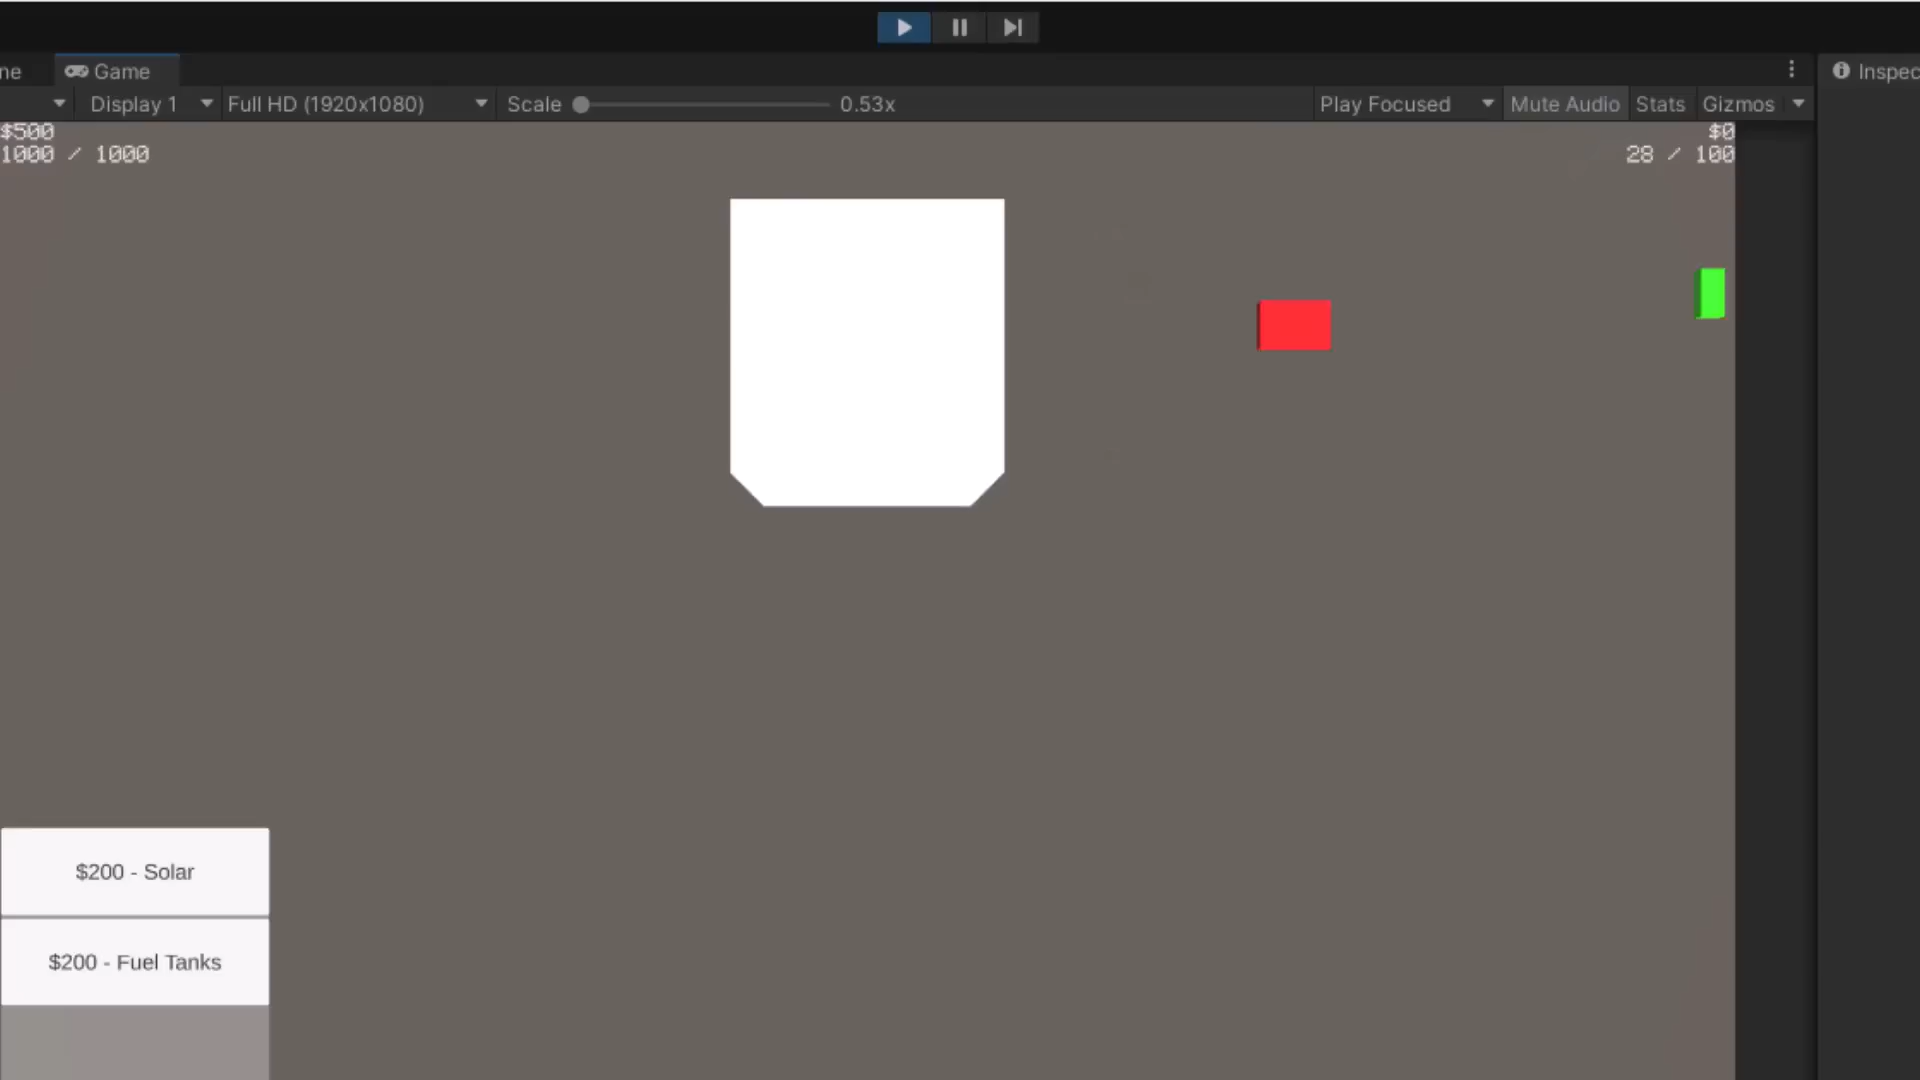 ne
Game
Inspec
Display 1
Full HD (1920x1080)
Scale
0.53x
Play Focused
Mute Audio
Stats
Gizmos
$500
$0
1000 / 1000
28 / 100
$200 - Solar
$200 - Fuel Tanks